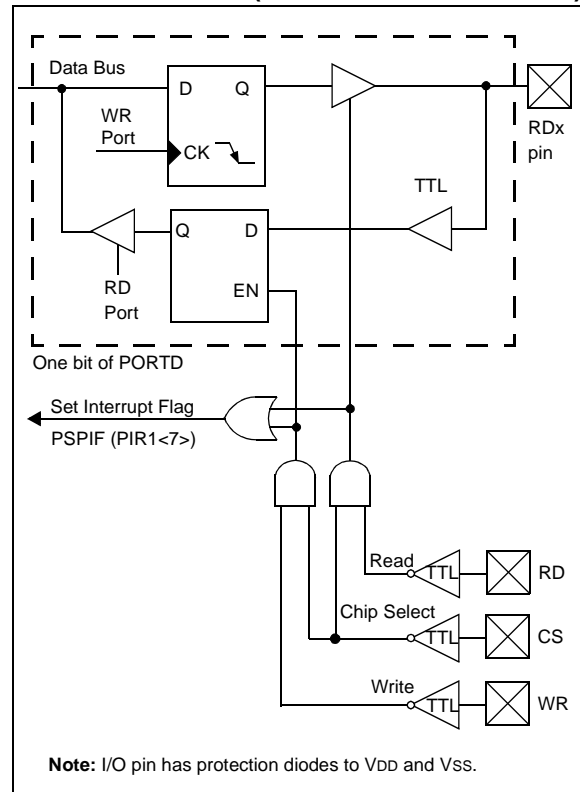 Data Bus
D Q
WR
Port
CK
RDx
pin
TTL
Q D
RD
Port
EN
One bit of PORTD
Set Interrupt Flag
PSPIF (PIR1<7>)
Read
TTL RD
Chip Select
TTL CS
Write
TTL WR
Note: I/O pin has protection diodes to VDD and VSS.